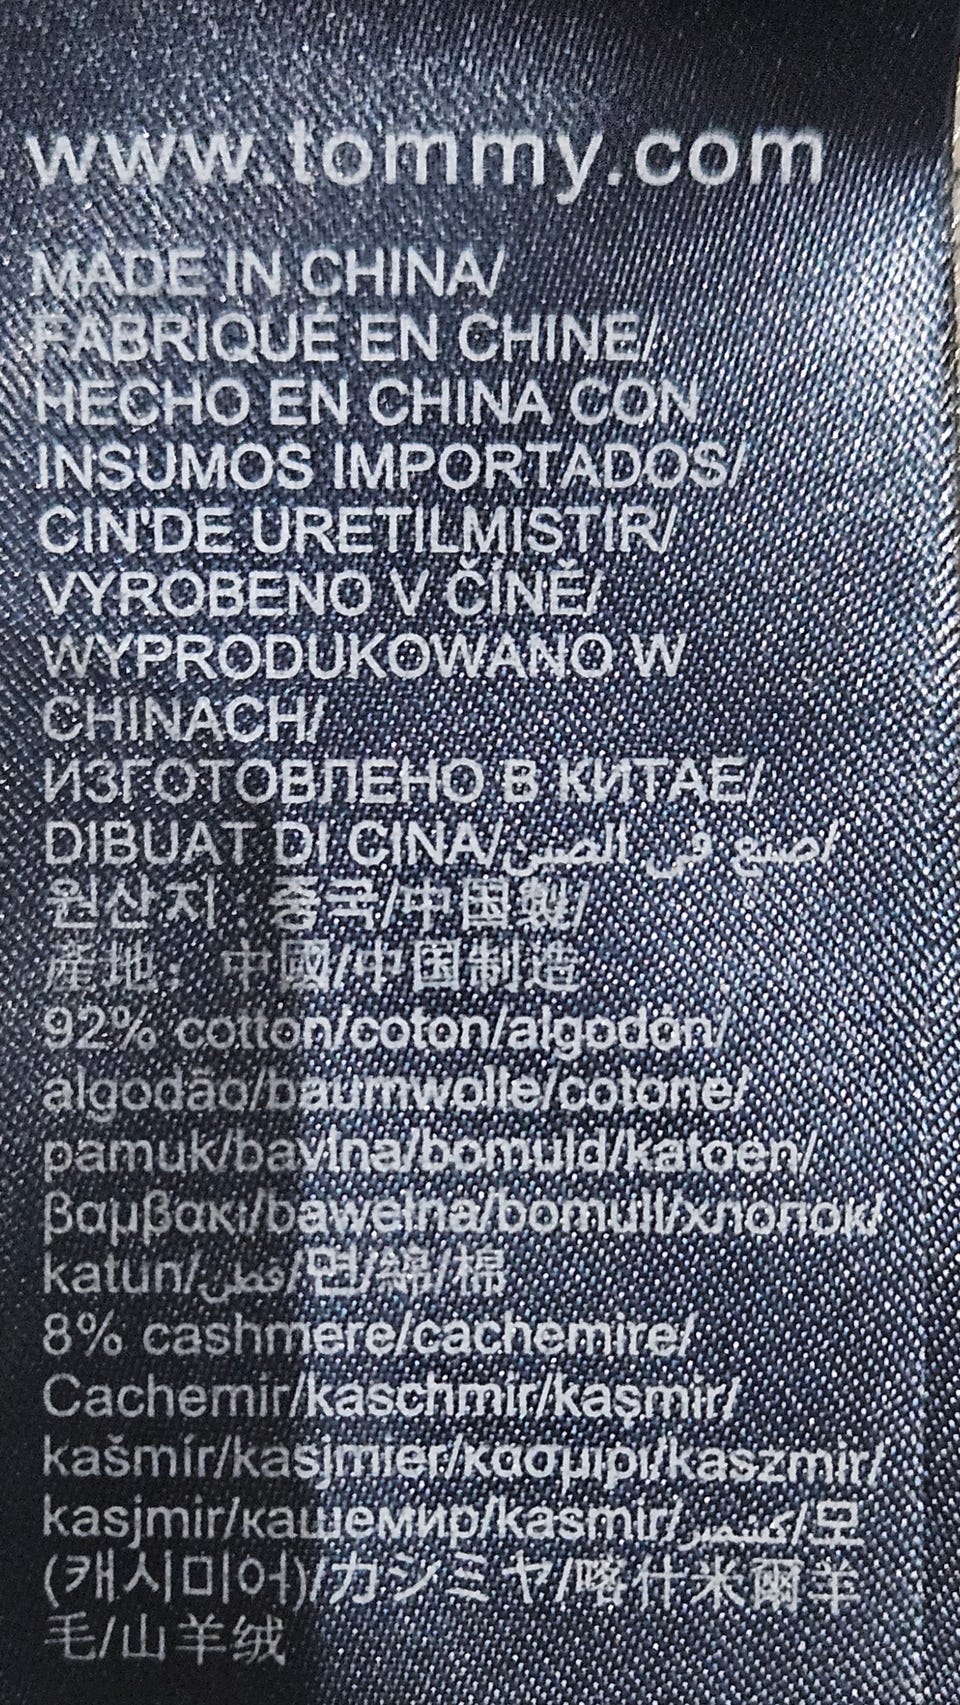 www.tommy.com
MADE IN CHINA/
FABRIQUÉ EN CHINE/
HECHO EN CHINA CON
INSUMOS IMPORTADOS/
CIN'DE URETİLMISTİR/
VYROBENO V ČÍNĚ/
WYPRODUKOWANO W
CHINACH/
ИЗГОТОВЛЕНО В КИТАЕ/
DIBUAT DI CINA/صنع في الصين/
원산지 : 중국/中国製/
產地：中國/中国制造
92% cotton/coton/algodón/
algodão/baumwolle/cotone/
pamuk/bavlna/bomuld/katoen/
βαμβακι/bawelna/bomull/хлопок/
katun/قطن/면/綿/棉
8% cashmere/cachemire/
Cachemir/kaschmir/kaşmir/
kašmír/kasjmier/κασμιρι/kaszmir/
kasjmir/кашемир/kasmir/كشمير/모
(캐시미어)/カシミヤ/喀什米爾羊
毛/山羊绒